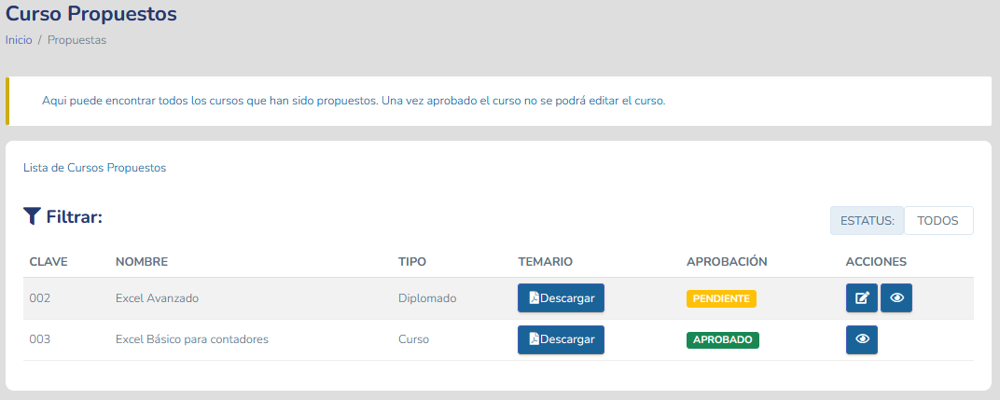 Curso Propuestos
Inicio / Propuestas
Aqui puede encontrar todos los cursos que han sido propuestos. Una vez aprobado el curso no se podrá editar el curso.
Lista de Cursos Propuestos
Filtrar:
ESTATUS: TODOS
CLAVE NOMBRE TIPO TEMARIO APROBACIÓN ACCIONES
002 Excel Avanzado Diplomado Descargar PENDIENTE
003 Excel Básico para contadores Curso Descargar APROBADO